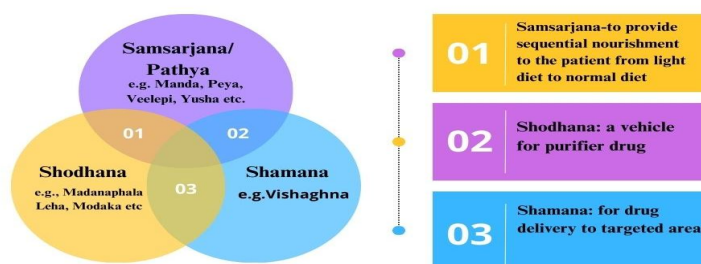 Samsarjana/
Pathya
e.g. Manda, Peya,
Veelepi, Yusha etc.
01
02
Shodhana
e.g., Madanaphala
Leha, Modaka etc
03
Shamana
e.g.Vishaghna
01
Samsarjana-to provide
sequential nourishment
to the patient from light
diet to normal diet
02
Shodhana: a vehicle
for purifier drug
03
Shamana: for drug
delivery to targeted area